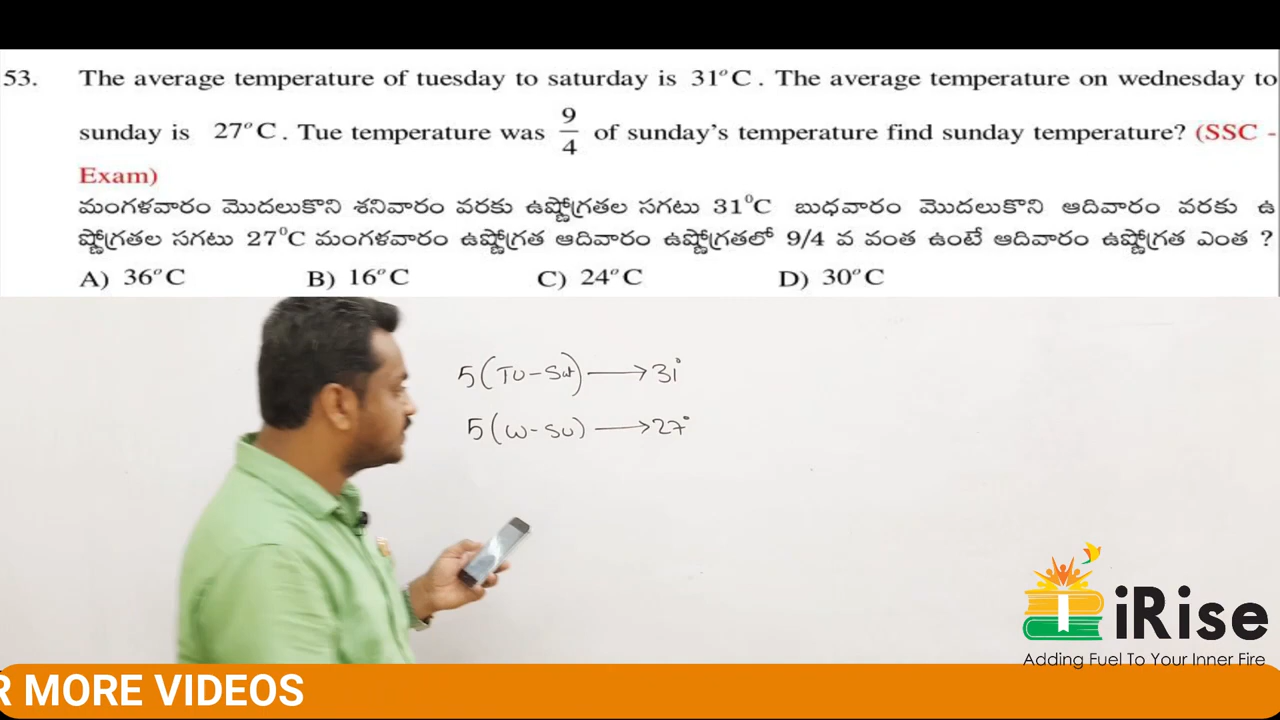 53. The average temperature of tuesday to saturday is 31°C. The average temperature on wednesday to
sunday is 27°C. Tue temperature was 9/4 of sunday's temperature find sunday temperature? (SSC -
Exam)
మంగళవారం మొదలుకొని శనివారం వరకు ఉష్ణోగ్రతల సగటు 31⁰C బుధవారం మొదలుకొని ఆదివారం వరకు ఉ
ష్ణోగ్రతల సగటు 27⁰C మంగళవారం ఉష్ణోగ్రత ఆదివారం ఉష్ణోగ్రతలో 9/4 వ వంత ఉంటే ఆదివారం ఉష్ణోగ్రత ఎంత ?
A) 36°C B) 16°C C) 24°C D) 30°C
5(TU-Sat) → 31°
5(W-SU) → 27°
iRise
Adding Fuel To Your Inner Fire
R MORE VIDEOS